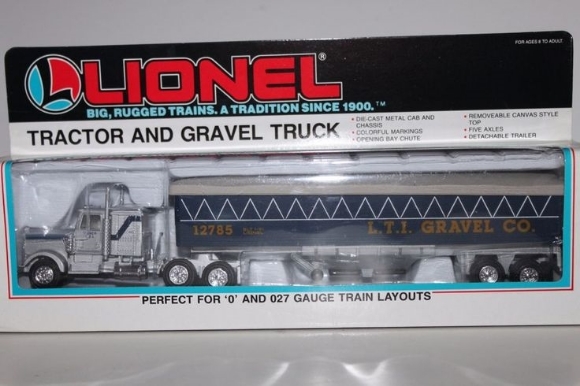 FOR AGES 8 TO ADULT
LIONEL®
BIG, RUGGED TRAINS. A TRADITION SINCE 1900.™
TRACTOR AND GRAVEL TRUCK
• DIE-CAST METAL CAB AND CHASSIS
• COLORFUL MARKINGS
• OPENING BAY CHUTE
• REMOVEABLE CANVAS STYLE TOP
• FIVE AXLES
• DETACHABLE TRAILER
12785
L.T.I. GRAVEL CO.
PERFECT FOR 'O' AND 027 GAUGE TRAIN LAYOUTS